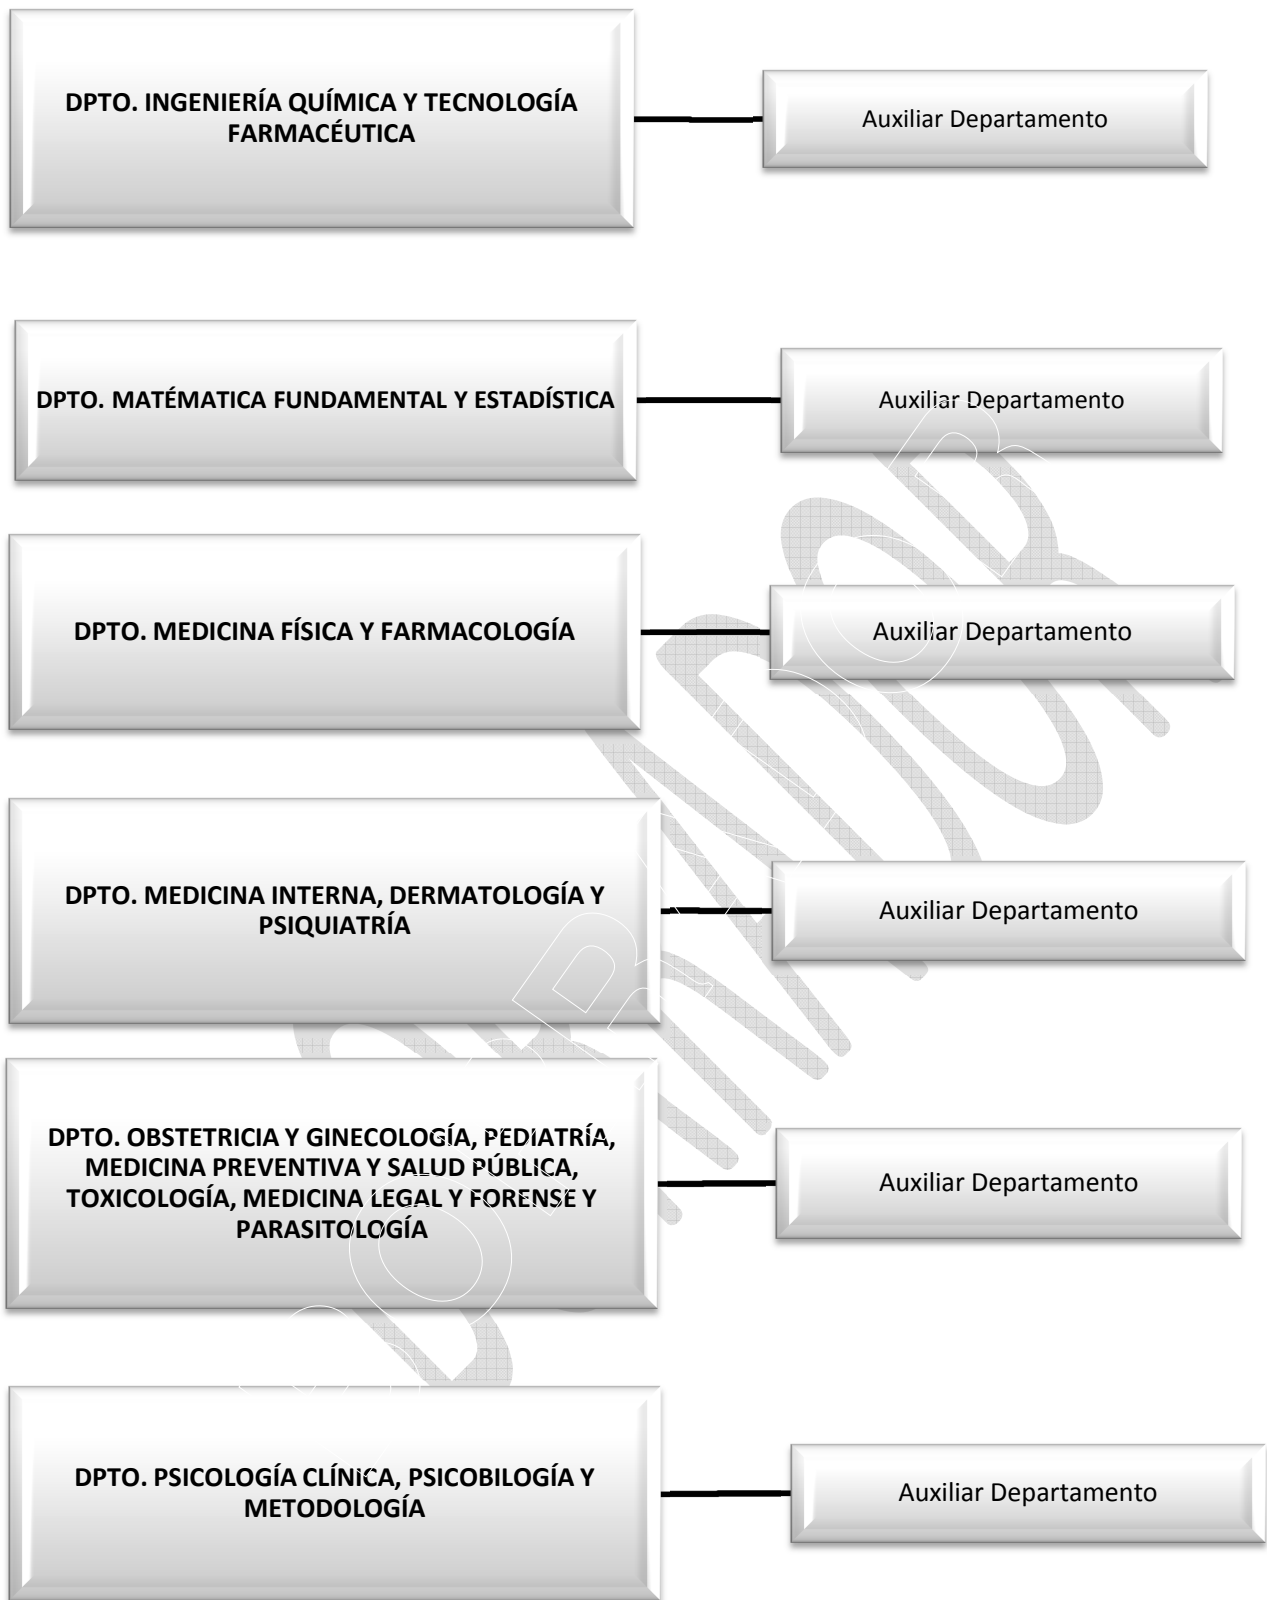 DPTO. INGENIERÍA QUÍMICA Y TECNOLOGÍA
FARMACÉUTICA
Auxiliar Departamento
DPTO. MATÉMATICA FUNDAMENTAL Y ESTADÍSTICA
Auxiliar Departamento
DPTO. MEDICINA FÍSICA Y FARMACOLOGÍA
Auxiliar Departamento
DPTO. MEDICINA INTERNA, DERMATOLOGÍA Y
PSIQUIATRÍA
Auxiliar Departamento
DPTO. OBSTETRICIA Y GINECOLOGÍA, PEDIATRÍA,
MEDICINA PREVENTIVA Y SALUD PÚBLICA,
TOXICOLOGÍA, MEDICINA LEGAL Y FORENSE Y
PARASITOLOGÍA
Auxiliar Departamento
DPTO. PSICOLOGÍA CLÍNICA, PSICOBILOGÍA Y
METODOLOGÍA
Auxiliar Departamento
BORRADOR